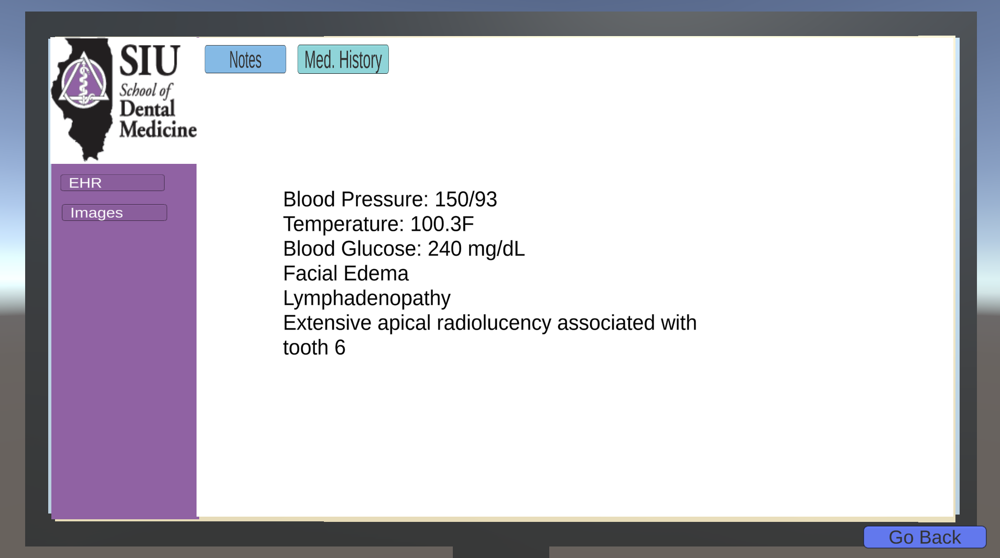 SIU
School of
Dental
Medicine
Notes
Med. History
EHR
Images
Blood Pressure: 150/93
Temperature: 100.3F
Blood Glucose: 240 mg/dL
Facial Edema
Lymphadenopathy
Extensive apical radiolucency associated with
tooth 6
Go Back